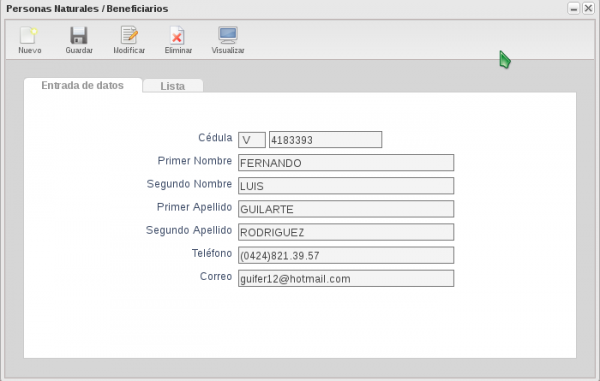 Personas Naturales / Beneficiarios
Nuevo Guardar Modificar Eliminar Visualizar
Entrada de datos Lista
Cédula V 4183393
Primer Nombre FERNANDO
Segundo Nombre LUIS
Primer Apellido GUILARTE
Segundo Apellido RODRIGUEZ
Teléfono (0424)821.39.57
Correo guifer12@hotmail.com